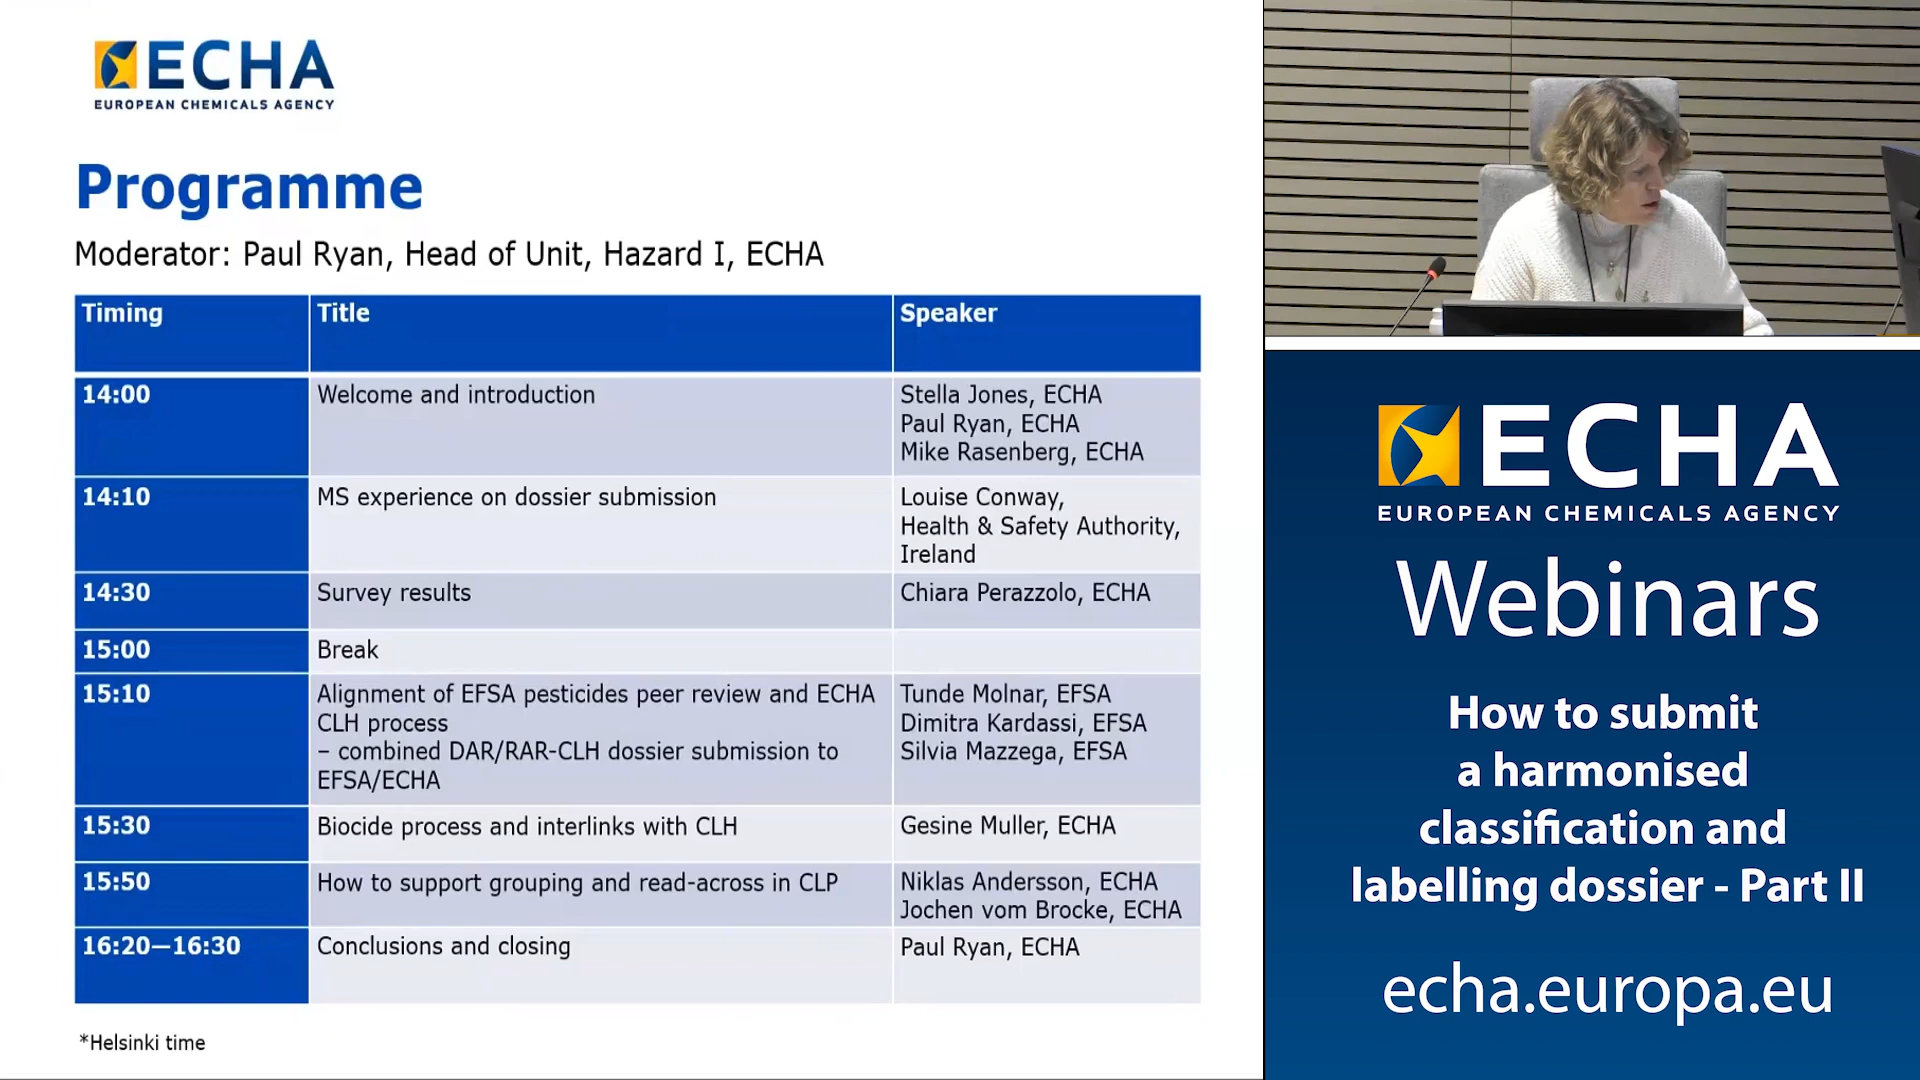 ECHA
EUROPEAN CHEMICALS AGENCY
Programme
Moderator: Paul Ryan, Head of Unit, Hazard I, ECHA
Timing Title Speaker
14:00 Welcome and introduction Stella Jones, ECHA
Paul Ryan, ECHA
Mike Rasenberg, ECHA
14:10 MS experience on dossier submission Louise Conway,
Health & Safety Authority,
Ireland
14:30 Survey results Chiara Perazzolo, ECHA
15:00 Break
15:10 Alignment of EFSA pesticides peer review and ECHA Tunde Molnar, EFSA
CLH process Dimitra Kardassi, EFSA
– combined DAR/RAR-CLH dossier submission to Silvia Mazzega, EFSA
EFSA/ECHA
15:30 Biocide process and interlinks with CLH Gesine Muller, ECHA
15:50 How to support grouping and read-across in CLP Niklas Andersson, ECHA
Jochen vom Brocke, ECHA
16:20—16:30 Conclusions and closing Paul Ryan, ECHA
*Helsinki time
ECHA
EUROPEAN CHEMICALS AGENCY
Webinars
How to submit
a harmonised
classification and
labelling dossier - Part II
echa.europa.eu